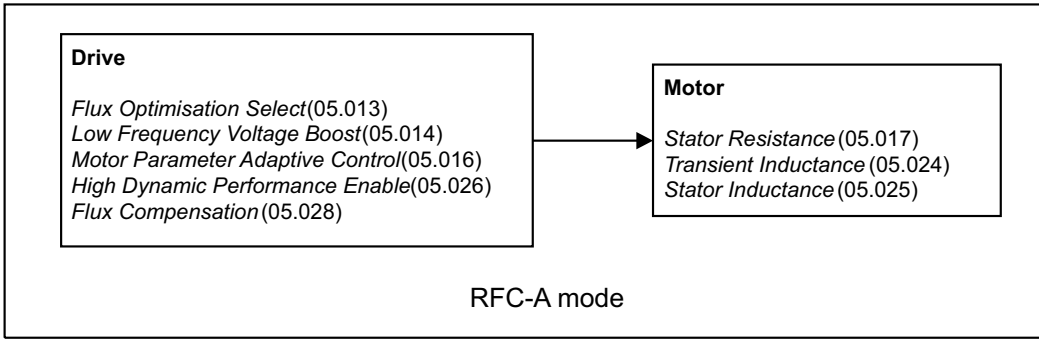 Drive
Flux Optimisation Select(05.013)
Low Frequency Voltage Boost(05.014)
Motor Parameter Adaptive Control(05.016)
High Dynamic Performance Enable(05.026)
Flux Compensation(05.028)
Motor
Stator Resistance(05.017)
Transient Inductance(05.024)
Stator Inductance(05.025)
RFC-A mode